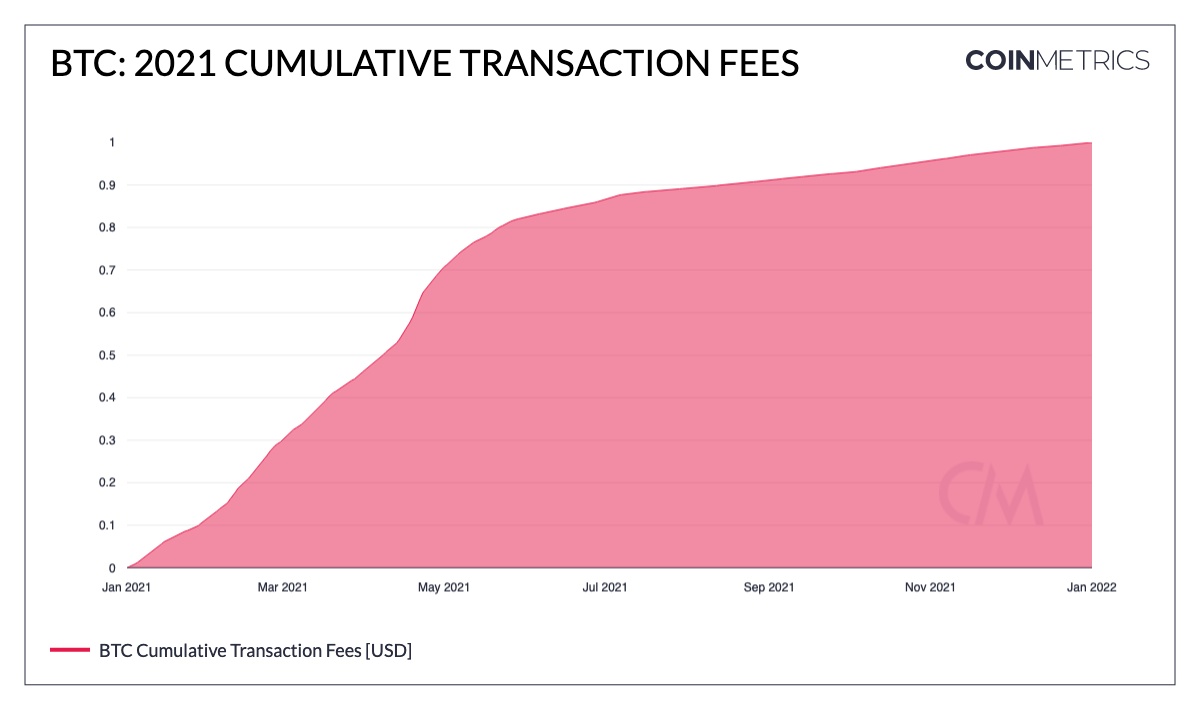 BTC: 2021 CUMULATIVE TRANSACTION FEES
COINMETRICS
1
0.9
0.8
0.7
0.6
0.5
0.4
0.3
0.2
0.1
0
CM
Jan 2021 Mar 2021 May 2021 Jul 2021 Sep 2021 Nov 2021 Jan 2022
BTC Cumulative Transaction Fees [USD]